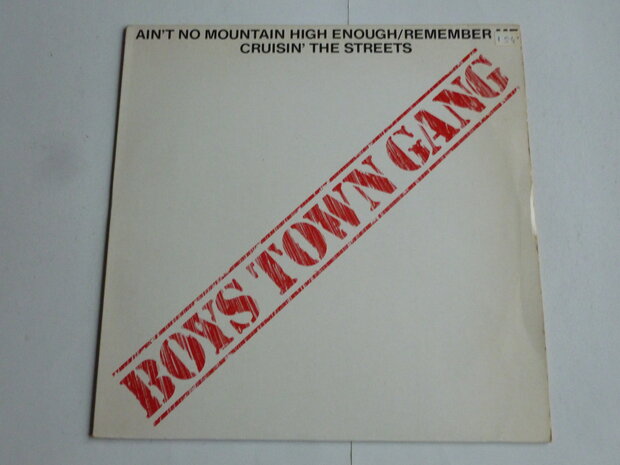 AIN'T NO MOUNTAIN HIGH ENOUGH/REMEMBER
CRUISIN' THE STREETS
BOYS TOWN GANG